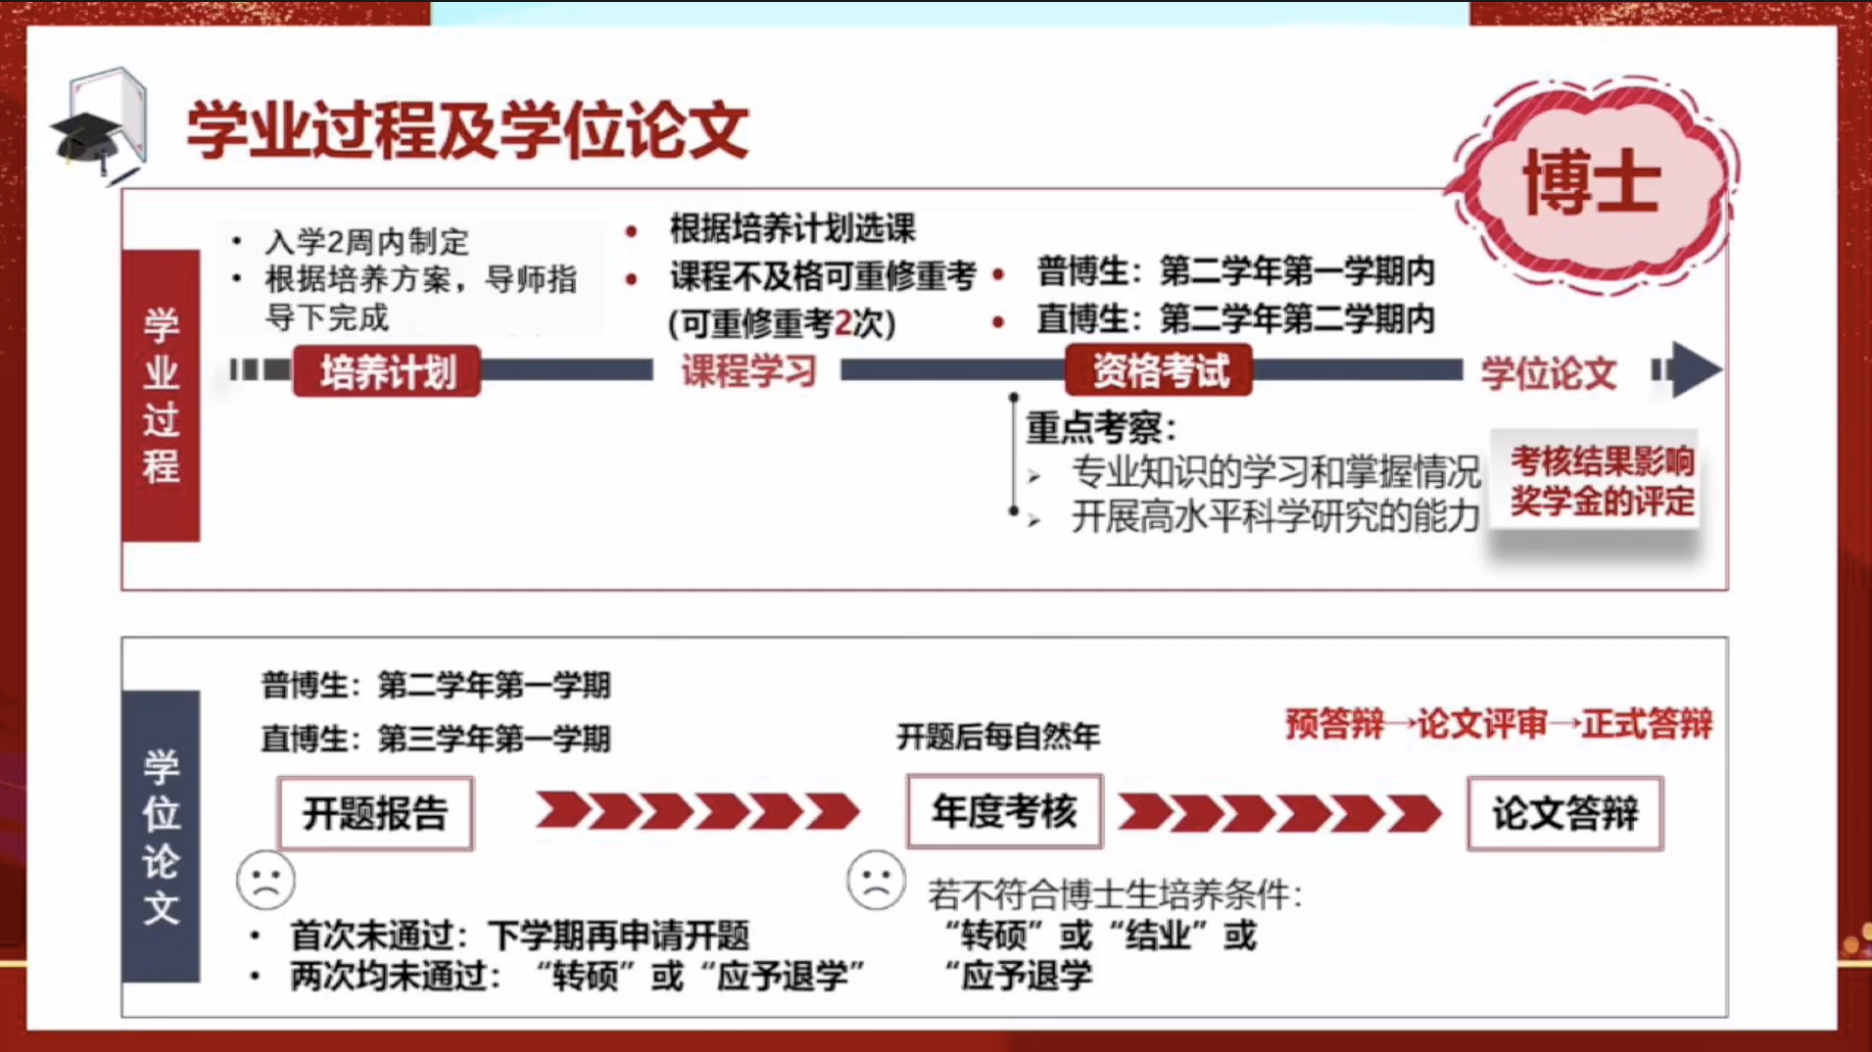 学业过程及学位论文
博士
学业过程
• 入学2周内制定
• 根据培养方案，导师指
导下完成
• 根据培养计划选课
• 课程不及格可重修重考
(可重修重考2次)
• 普博生：第二学年第一学期内
• 直博生：第二学年第二学期内
培养计划
课程学习
资格考试
学位论文
重点考察：
➢ 专业知识的学习和掌握情况
➢ 开展高水平科学研究的能力
考核结果影响
奖学金的评定
学位论文
普博生：第二学年第一学期
直博生：第三学年第一学期
开题后每自然年
预答辩→论文评审→正式答辩
开题报告
年度考核
论文答辩
• 首次未通过：下学期再申请开题
• 两次均未通过：“转硕”或“应予退学”
若不符合博士生培养条件：
“转硕”或“结业”或
“应予退学